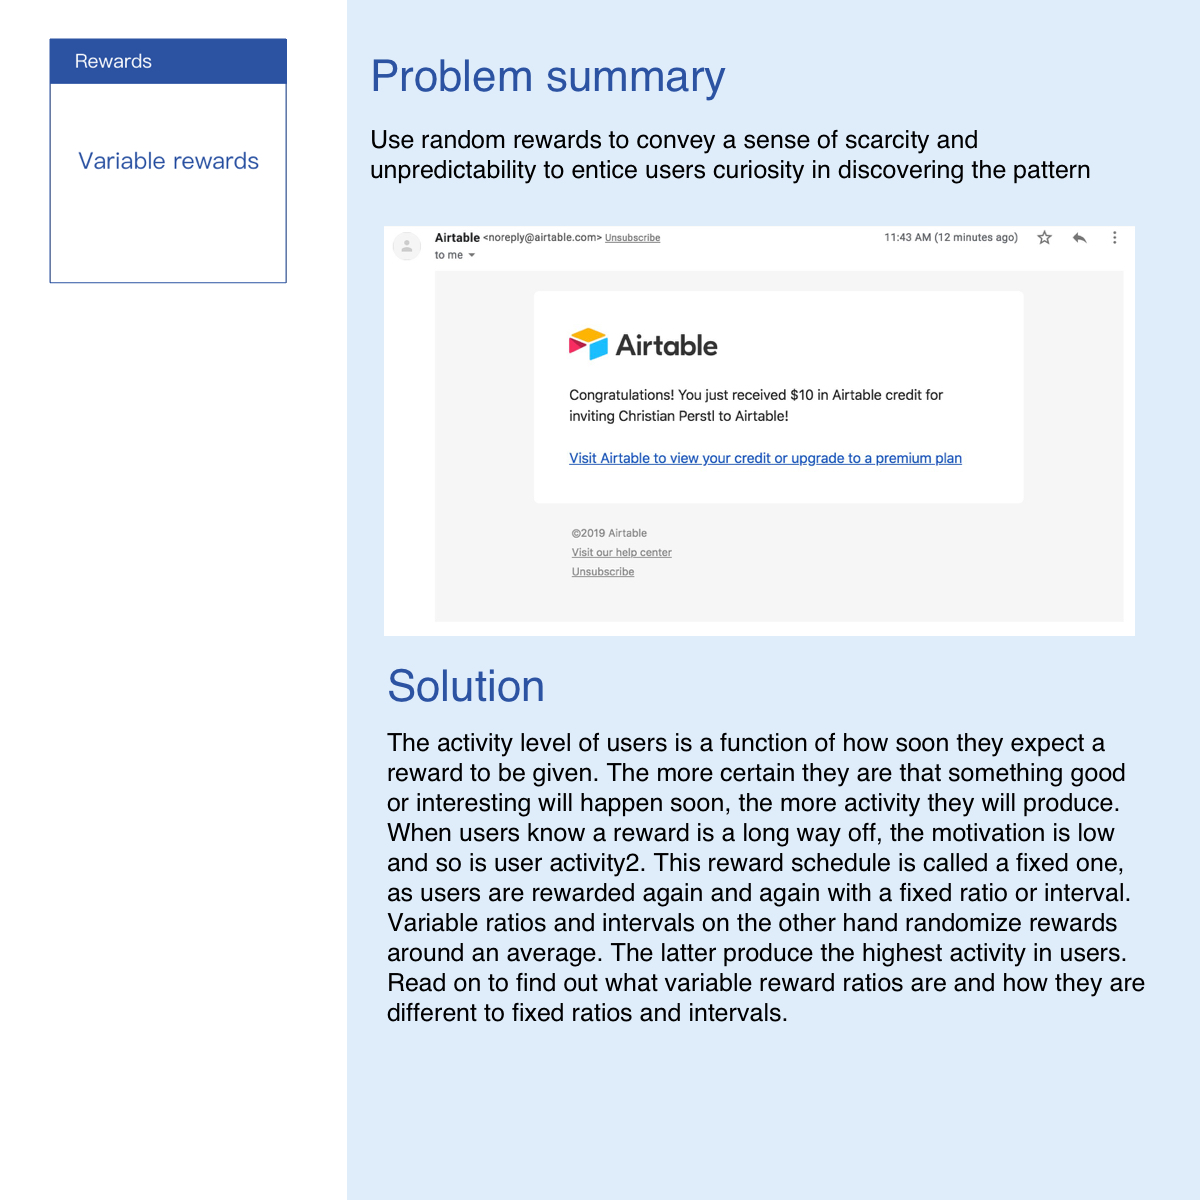 Rewards
Variable rewards
Problem summary
Use random rewards to convey a sense of scarcity and
unpredictability to entice users curiosity in discovering the pattern
Airtable <noreply@airtable.com> Unsubscribe
11:43 AM (12 minutes ago)
to me
Airtable
Congratulations! You just received $10 in Airtable credit for
inviting Christian Perstl to Airtable!
Visit Airtable to view your credit or upgrade to a premium plan
©2019 Airtable
Visit our help center
Unsubscribe
Solution
The activity level of users is a function of how soon they expect a
reward to be given. The more certain they are that something good
or interesting will happen soon, the more activity they will produce.
When users know a reward is a long way off, the motivation is low
and so is user activity2. This reward schedule is called a fixed one,
as users are rewarded again and again with a fixed ratio or interval.
Variable ratios and intervals on the other hand randomize rewards
around an average. The latter produce the highest activity in users.
Read on to find out what variable reward ratios are and how they are
different to fixed ratios and intervals.